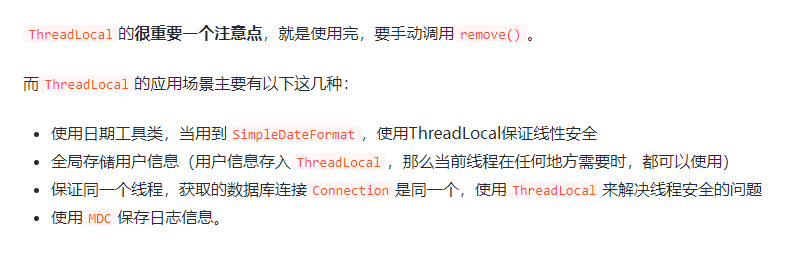 ThreadLocal 的很重要一个注意点，就是使用完，要手动调用 remove()。
而 ThreadLocal 的应用场景主要有以下这几种：
使用日期工具类，当用到 SimpleDateFormat，使用ThreadLocal保证线性安全
全局存储用户信息（用户信息存入 ThreadLocal，那么当前线程在任何地方需要时，都可以使用）
保证同一个线程，获取的数据库连接 Connection 是同一个，使用 ThreadLocal 来解决线程安全的问题
使用 MDC 保存日志信息。